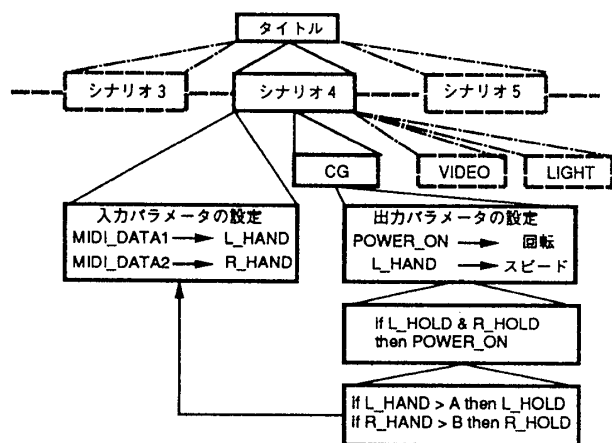 タイトル
シナリオ3
シナリオ4
シナリオ5
CG
VIDEO
LIGHT
入力パラメータの設定
MIDI_DATA1 → L_HAND
MIDI_DATA2 → R_HAND
出力パラメータの設定
POWER_ON → 回転
L_HAND → スピード
if L_HOLD & R_HOLD
then POWER_ON
if L_HAND > A then L_HOLD
if R_HAND > B then R_HOLD